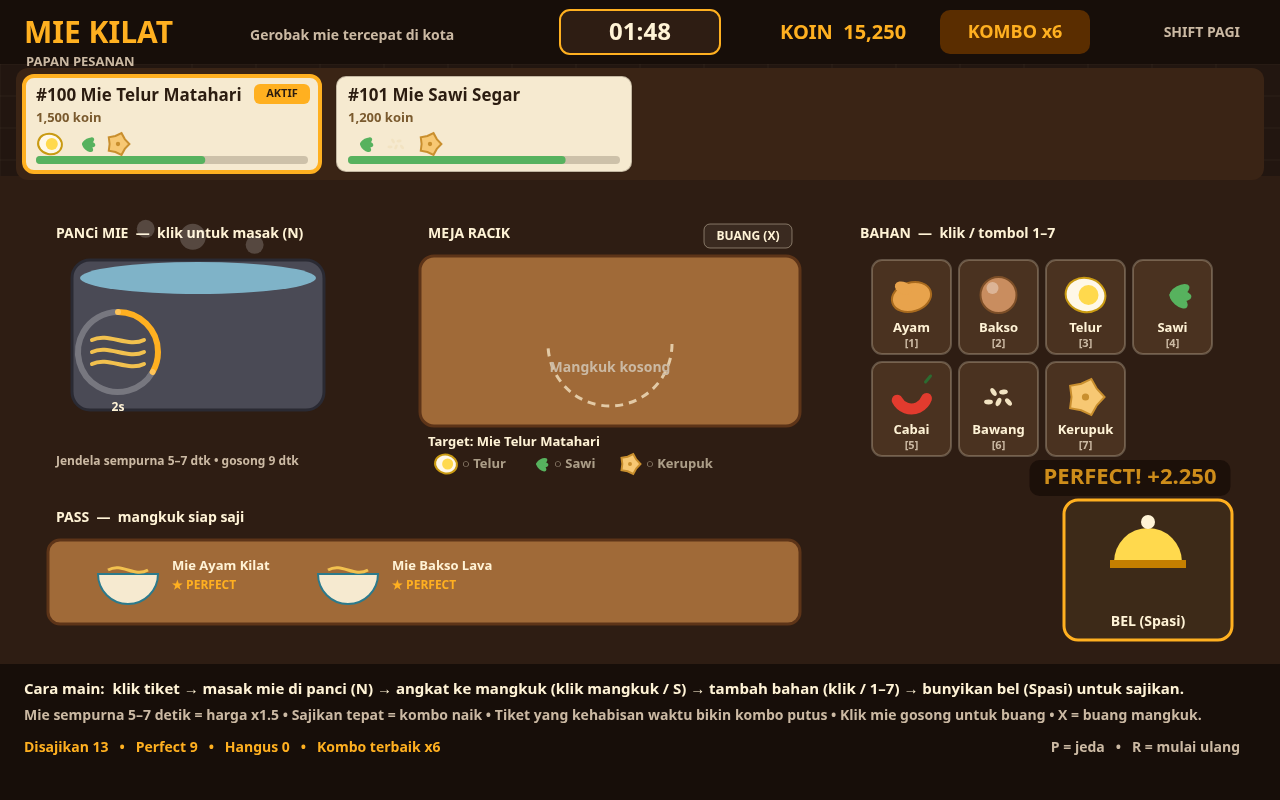 MIE KILAT
Gerobak mie tercepat di kota
01:48
KOIN 15,250
KOMBO x6
SHIFT PAGI
PAPAN PESANAN
#100 Mie Telur Matahari
AKTIF
1,500 koin
#101 Mie Sawi Segar
1,200 koin
PANCi MIE — klik untuk masak (N)
2s
Jendela sempurna 5–7 dtk • gosong 9 dtk
MEJA RACIK
BUANG (X)
Mangkuk kosong
Target: Mie Telur Matahari
○ Telur
○ Sawi
○ Kerupuk
BAHAN — klik / tombol 1–7
Ayam
[1]
Bakso
[2]
Telur
[3]
Sawi
[4]
Cabai
[5]
Bawang
[6]
Kerupuk
[7]
PERFECT! +2.250
PASS — mangkuk siap saji
Mie Ayam Kilat
★ PERFECT
Mie Bakso Lava
★ PERFECT
BEL (Spasi)
Cara main: klik tiket → masak mie di panci (N) → angkat ke mangkuk (klik mangkuk / S) → tambah bahan (klik / 1–7) → bunyikan bel (Spasi) untuk sajikan.
Mie sempurna 5–7 detik = harga x1.5 • Sajikan tepat = kombo naik • Tiket yang kehabisan waktu bikin kombo putus • Klik mie gosong untuk buang • X = buang mangkuk.
Disajikan 13 • Perfect 9 • Hangus 0 • Kombo terbaik x6
P = jeda • R = mulai ulang